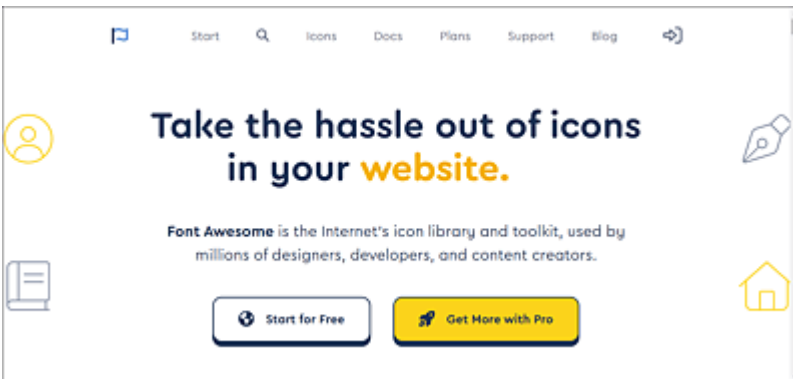 Start Icons Docs Plans Support Blog
Take the hassle out of icons
in your website.
Font Awesome is the Internet's icon library and toolkit, used by
millions of designers, developers, and content creators.
Start for Free Get More with Pro